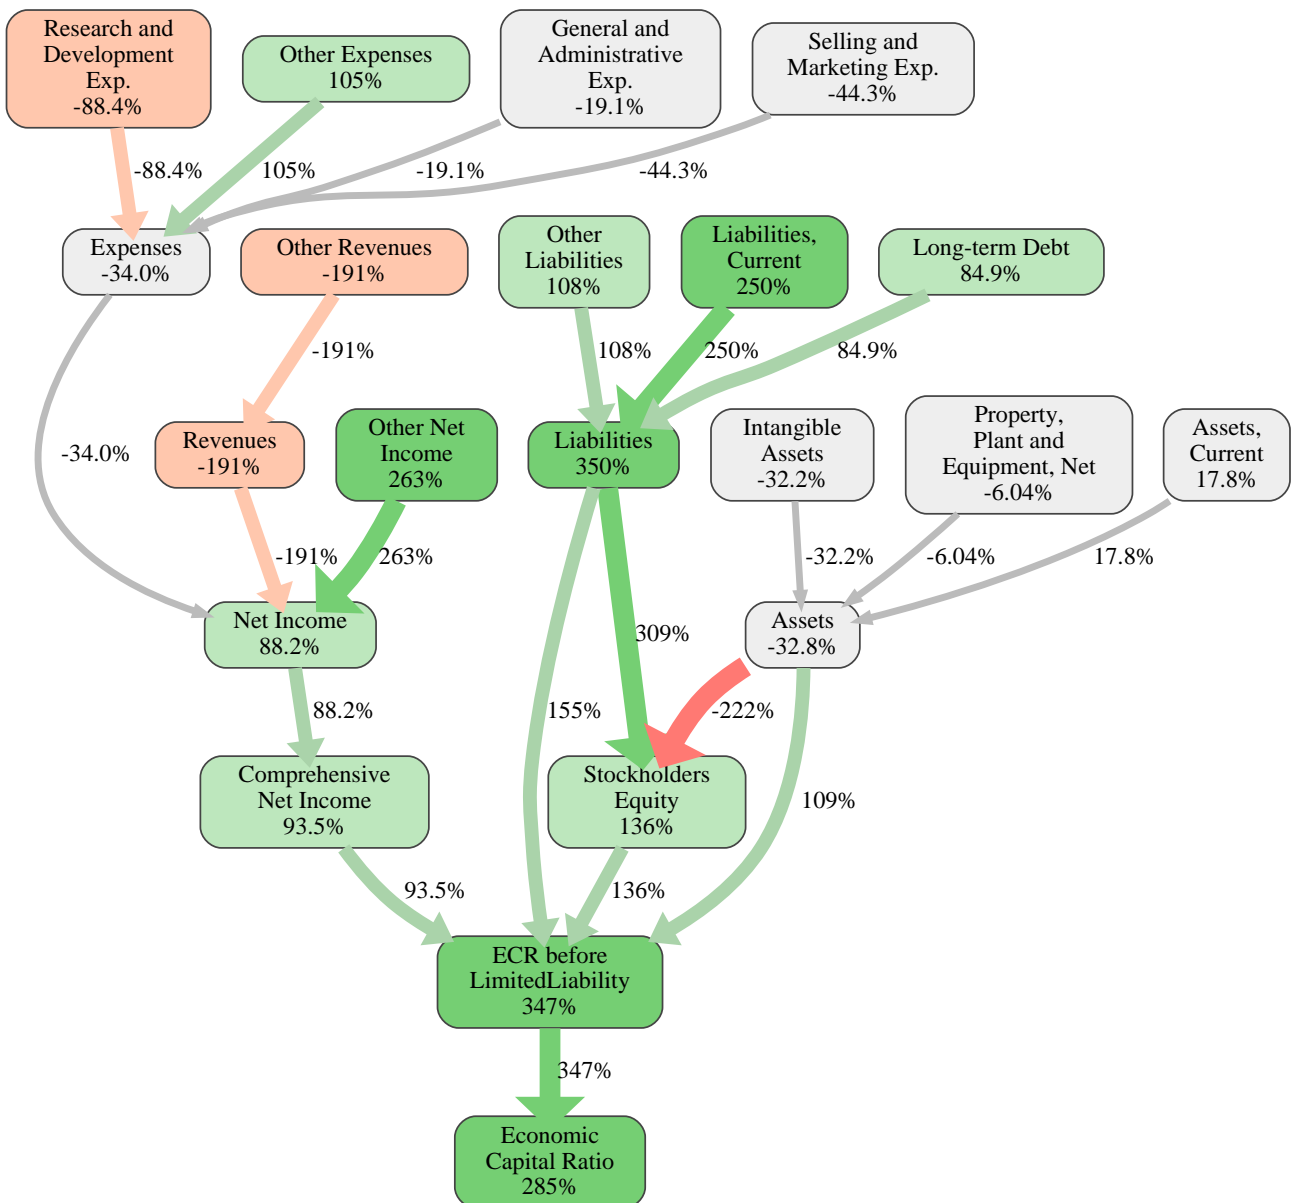 Research and
Development
Exp.
-88.4%
Other Expenses
105%
General and
Administrative
Exp.
-19.1%
Selling and
Marketing Exp.
-44.3%
-88.4%
105%
-19.1%
-44.3%
Expenses
-34.0%
Other Revenues
-191%
Other
Liabilities
108%
Liabilities,
Current
250%
Long-term Debt
84.9%
-191%
108%
250%
84.9%
-34.0%
Revenues
-191%
Other Net
Income
263%
Liabilities
350%
Intangible
Assets
-32.2%
Property,
Plant and
Equipment, Net
-6.04%
Assets,
Current
17.8%
-191%
263%
-32.2%
-6.04%
17.8%
Net Income
88.2%
309%
Assets
-32.8%
88.2%
155%
-222%
109%
Comprehensive
Net Income
93.5%
Stockholders
Equity
136%
93.5%
136%
ECR before
LimitedLiability
347%
347%
Economic
Capital Ratio
285%